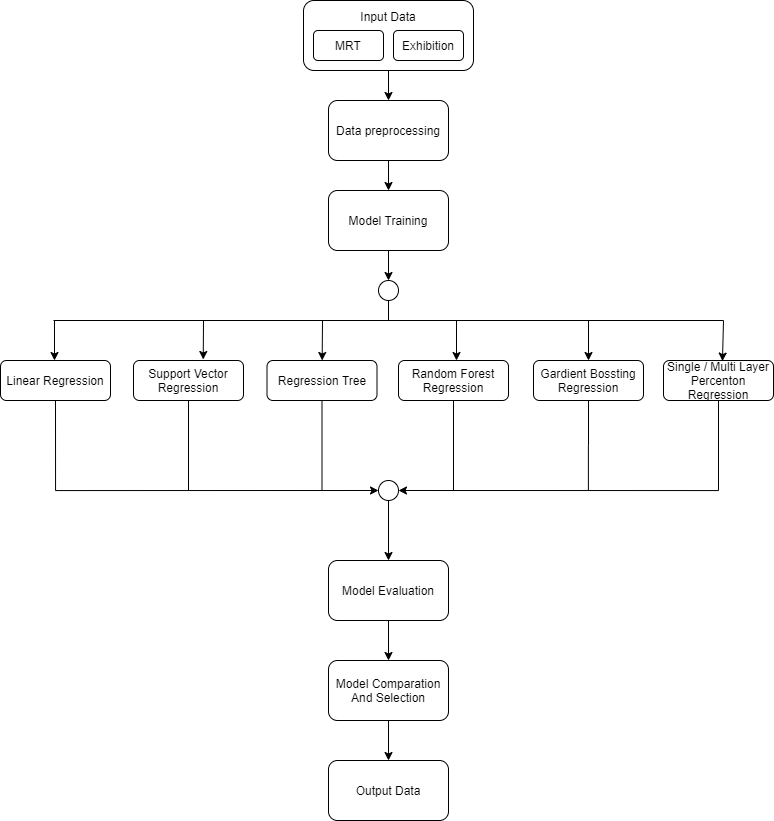 Input Data
MRT
Exhibition
Data preprocessing
Model Training
Linear Regression
Support Vector
Regression
Regression Tree
Random Forest
Regression
Gardient Bossting
Regression
Single / Multi Layer
Percenton
Regression
Model Evaluation
Model Comparation
And Selection
Output Data